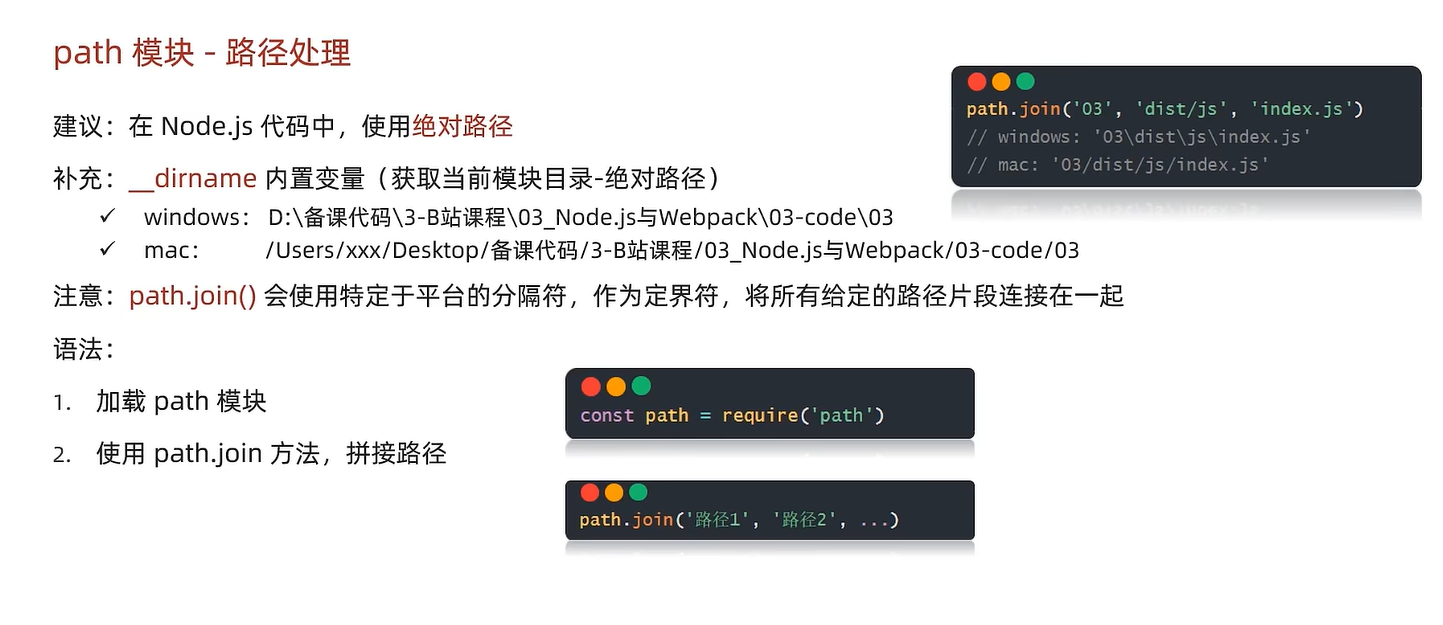 path 模块 - 路径处理
建议：在 Node.js 代码中，使用绝对路径
补充：__dirname 内置变量（获取当前模块目录-绝对路径）
✓ windows： D:\备课代码\3-B站课程\03_Node.js与Webpack\03-code\03
✓ mac： /Users/xxx/Desktop/备课代码/3-B站课程/03_Node.js与Webpack/03-code/03
注意：path.join() 会使用特定于平台的分隔符，作为定界符，将所有给定的路径片段连接在一起
语法：
1. 加载 path 模块
2. 使用 path.join 方法，拼接路径
path.join('03', 'dist/js', 'index.js')
// windows: '03\dist\js\index.js'
// mac: '03/dist/js/index.js'
const path = require('path')
path.join('路径1', '路径2', ...)